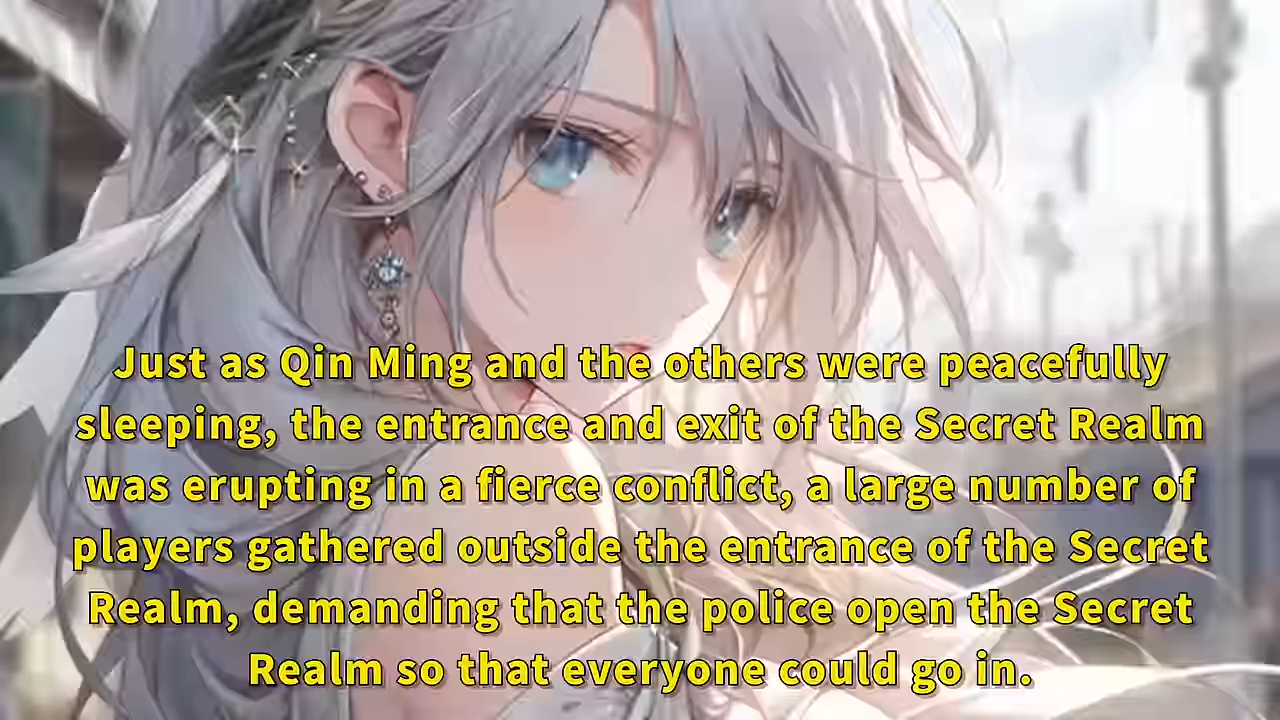 Just as Qin Ming and the others were peacefully
sleeping, the entrance and exit of the Secret Realm
was erupting in a fierce conflict, a large number of
players gathered outside the entrance of the Secret
Realm, demanding that the police open the Secret
Realm so that everyone could go in.